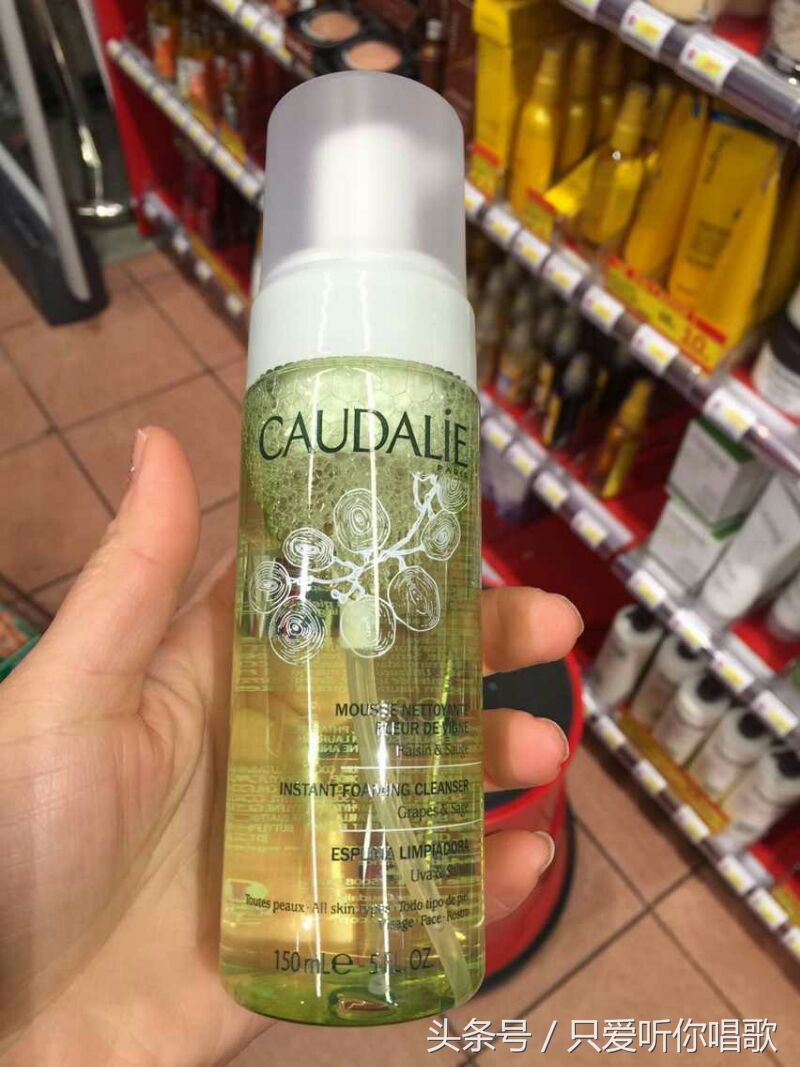 CAUDALIE
PARIS
MOUSSE NETTOYANTE
FLEUR DE VIGNE
Raisin & Sauge
INSTANT FOAMING CLEANSER
Grapes & Sage
ESPUMA LIMPIADORA
Uva & Salvia
Toutes peaux · All skin types · Todo tipo de piel
Visage · Face · Rostro
150 mL e - 5 FL. OZ.
头条号 / 只爱听你唱歌